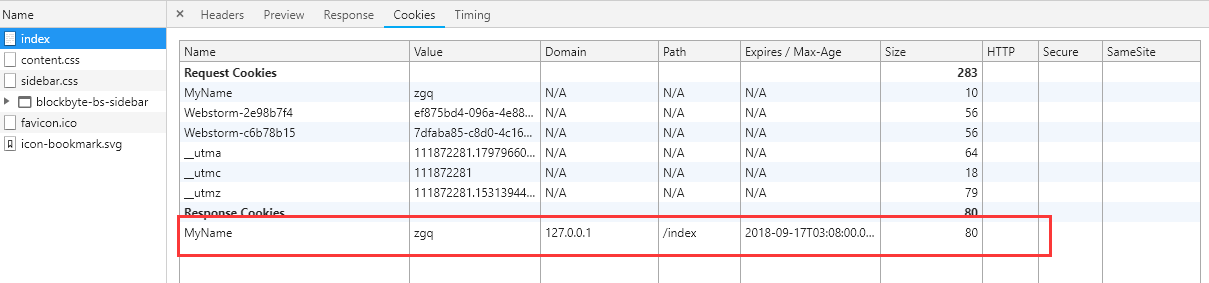 Name
index
content.css
sidebar.css
blockbyte-bs-sidebar
favicon.ico
icon-bookmark.svg
× Headers Preview Response Cookies Timing
Name Value Domain Path Expires / Max-Age Size HTTP Secure SameSite
Request Cookies 283
MyName zgq N/A N/A N/A 10
Webstorm-2e98b7f4 ef875bd4-096a-4e88... N/A N/A N/A 56
Webstorm-c6b78b15 7dfaba85-c8d0-4c16... N/A N/A N/A 56
__utma 111872281.17979660... N/A N/A N/A 64
__utmc 111872281 N/A N/A N/A 18
__utmz 111872281.15313944... N/A N/A N/A 79
Response Cookies 80
MyName zgq 127.0.0.1 /index 2018-09-17T03:08:00.0... 80